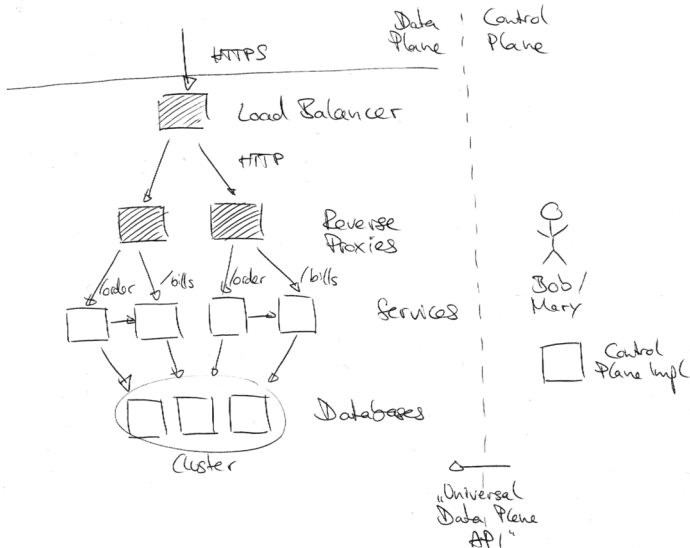 Data
Plane
Control
Plane
HTTPS
Load Balancer
HTTP
Reverse
Proxies
/order
/bills
/order
/bills
Services
Bob /
Mary
Control
Plane Impl
Databases
Cluster
„Universal
Data Plane
API"